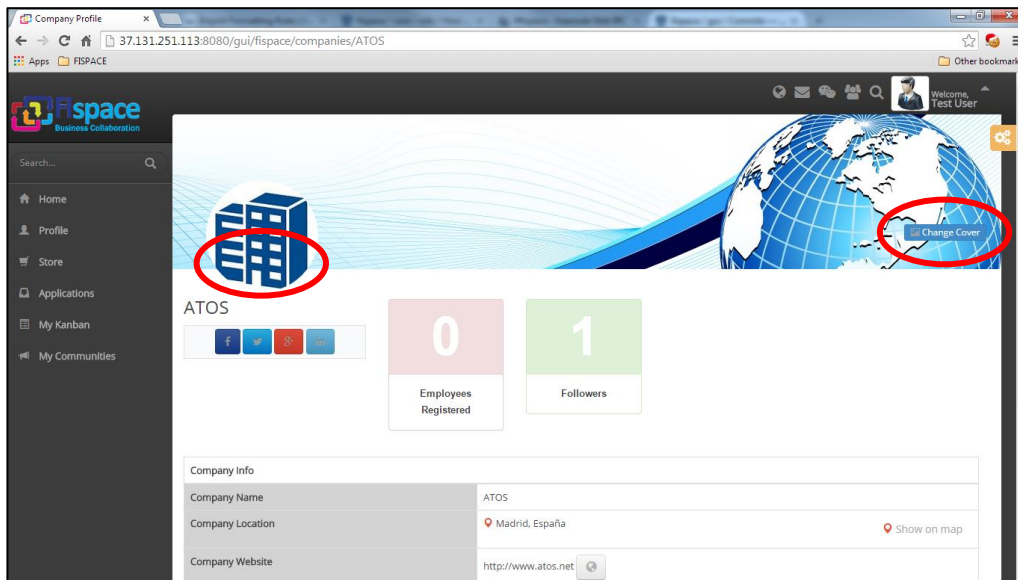 Company Profile
37.131.251.113:8080/gui/fispace/companies/ATOS
Apps FISPACE Other bookmark
FIspace
Business Collaboration
Welcome,
Test User
Search...
Home
Profile
Store
Applications
My Kanban
My Communities
Change Cover
ATOS
0
Employees
Registered
1
Followers
Company Info
Company Name ATOS
Company Location Madrid, España Show on map
Company Website http://www.atos.net